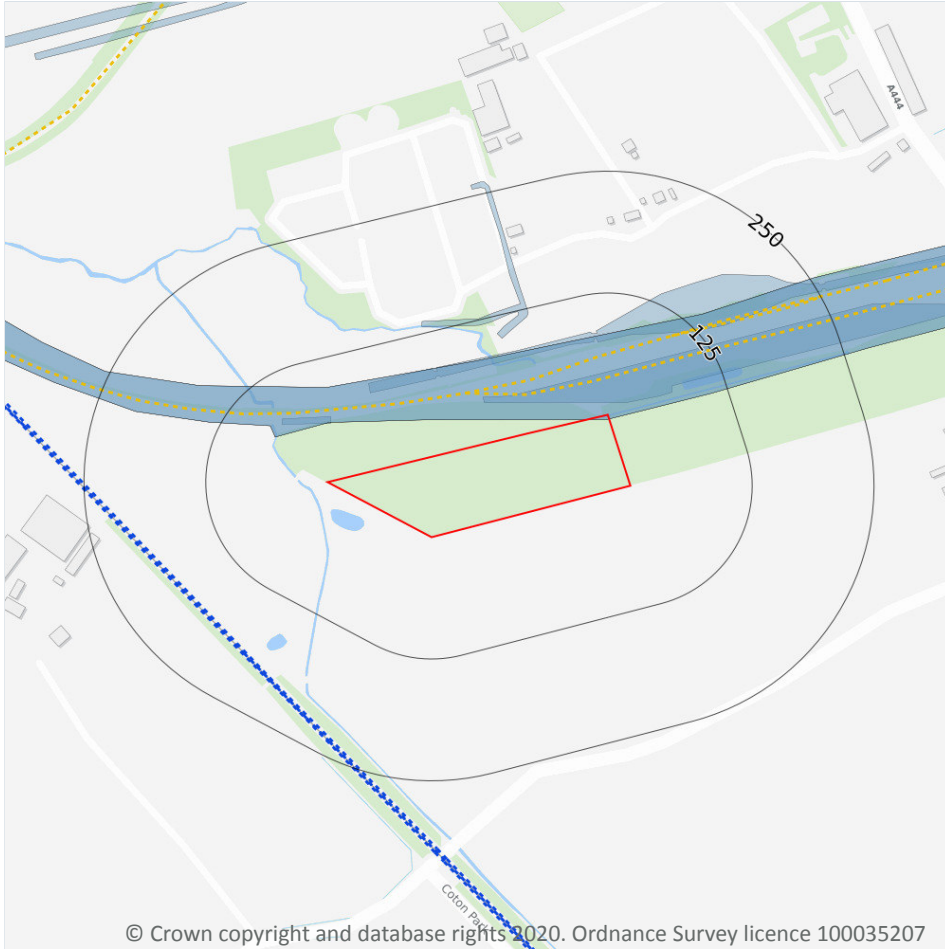 A444
250
125
Coton Park
© Crown copyright and database rights 2020. Ordnance Survey licence 100035207